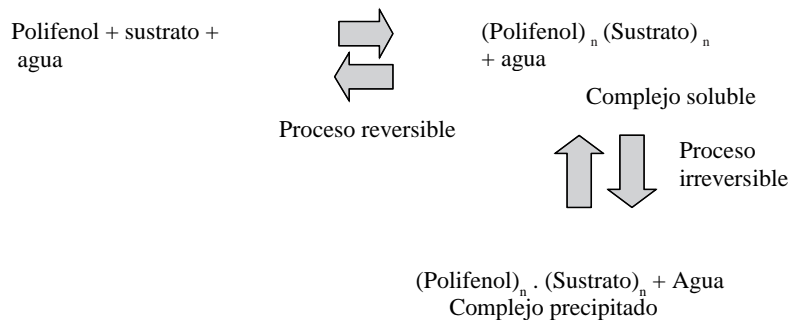 Polifenol + sustrato +
agua
(Polifenol) n (Sustrato) n
+ agua
Complejo soluble
Proceso reversible
Proceso
irreversible
(Polifenol)n . (Sustrato)n + Agua
Complejo precipitado